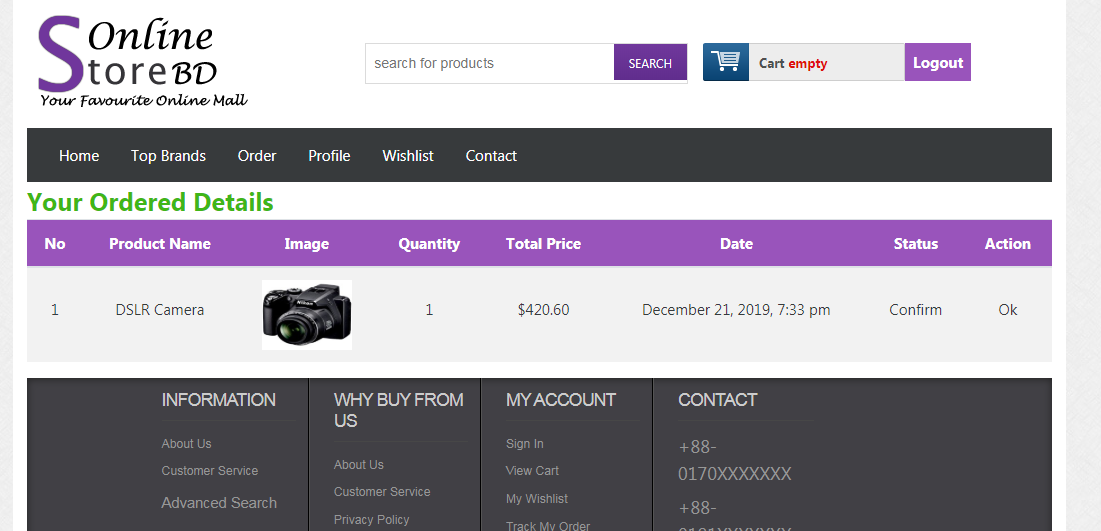 Online
Store BD
Your Favourite Online Mall
search for products
SEARCH
Cart empty
Logout
Home Top Brands Order Profile Wishlist Contact
Your Ordered Details
No Product Name Image Quantity Total Price Date Status Action
1 DSLR Camera 1 $420.60 December 21, 2019, 7:33 pm Confirm Ok
Nikon
INFORMATION
About Us
Customer Service
Advanced Search
WHY BUY FROM
US
About Us
Customer Service
Privacy Policy
MY ACCOUNT
Sign In
View Cart
My Wishlist
Track My Order
CONTACT
+88-
0170XXXXXXX
+88-